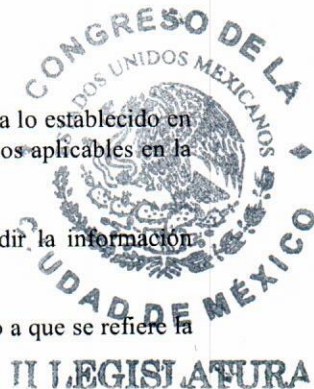 CONGRESO DE LA
ESTADOS UNIDOS MEXICANOS
a lo establecido en
os aplicables en la
dir la información
o a que se refiere la
CIUDAD DE MÉXICO
II LEGISLATURA